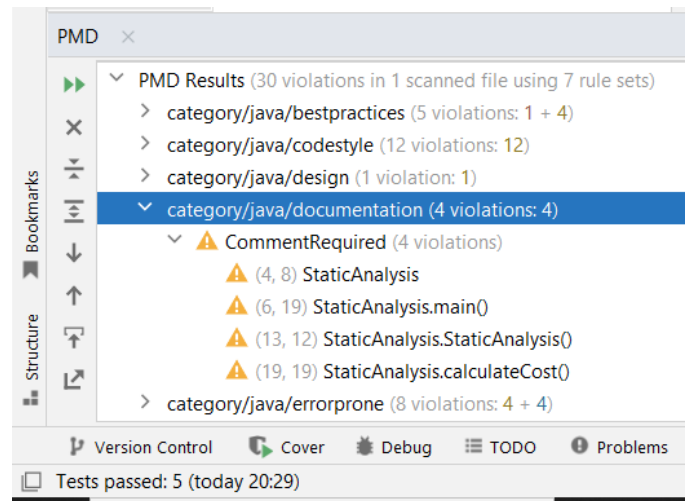 PMD
PMD Results (30 violations in 1 scanned file using 7 rule sets)
category/java/bestpractices (5 violations: 1 + 4)
category/java/codestyle (12 violations: 12)
category/java/design (1 violation: 1)
category/java/documentation (4 violations: 4)
CommentRequired (4 violations)
(4, 8) StaticAnalysis
(6, 19) StaticAnalysis.main()
(13, 12) StaticAnalysis.StaticAnalysis()
(19, 19) StaticAnalysis.calculateCost()
category/java/errorprone (8 violations: 4 + 4)
Bookmarks
Structure
Version Control Cover Debug TODO Problems
Tests passed: 5 (today 20:29)